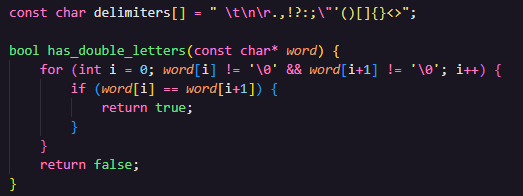 const char delimiters[] = " \t\n\r.,!?:;\"'()[]{}<>";
bool has_double_letters(const char* word) {
for (int i = 0; word[i] != '\0' && word[i+1] != '\0'; i++) {
if (word[i] == word[i+1]) {
return true;
}
}
return false;
}